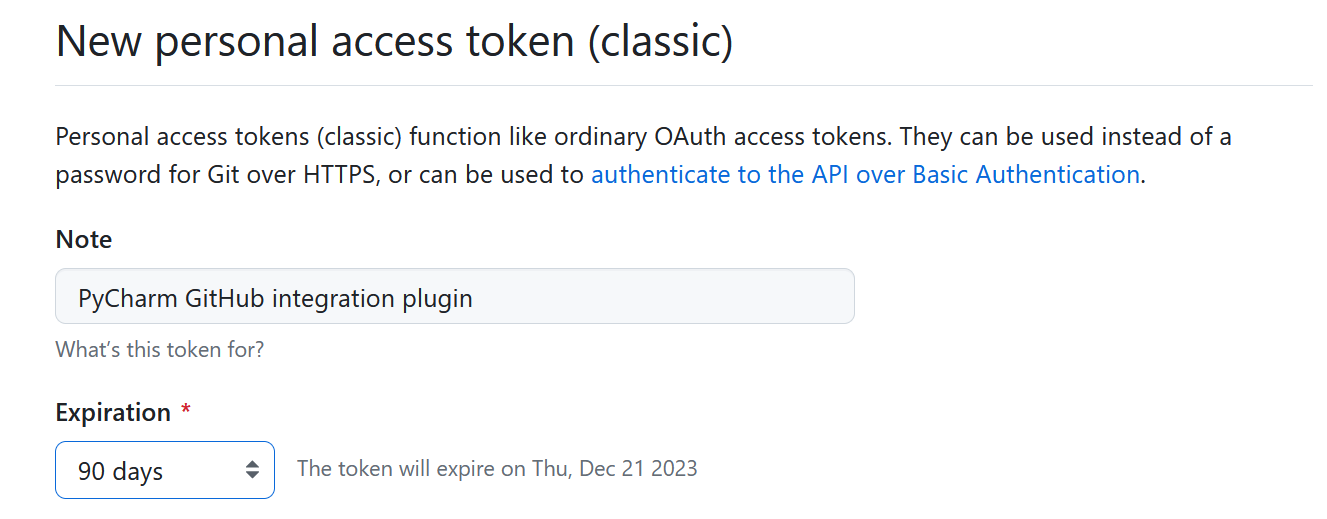 New personal access token (classic)
Personal access tokens (classic) function like ordinary OAuth access tokens. They can be used instead of a
password for Git over HTTPS, or can be used to authenticate to the API over Basic Authentication.
Note
PyCharm GitHub integration plugin
What’s this token for?
Expiration *
90 days The token will expire on Thu, Dec 21 2023